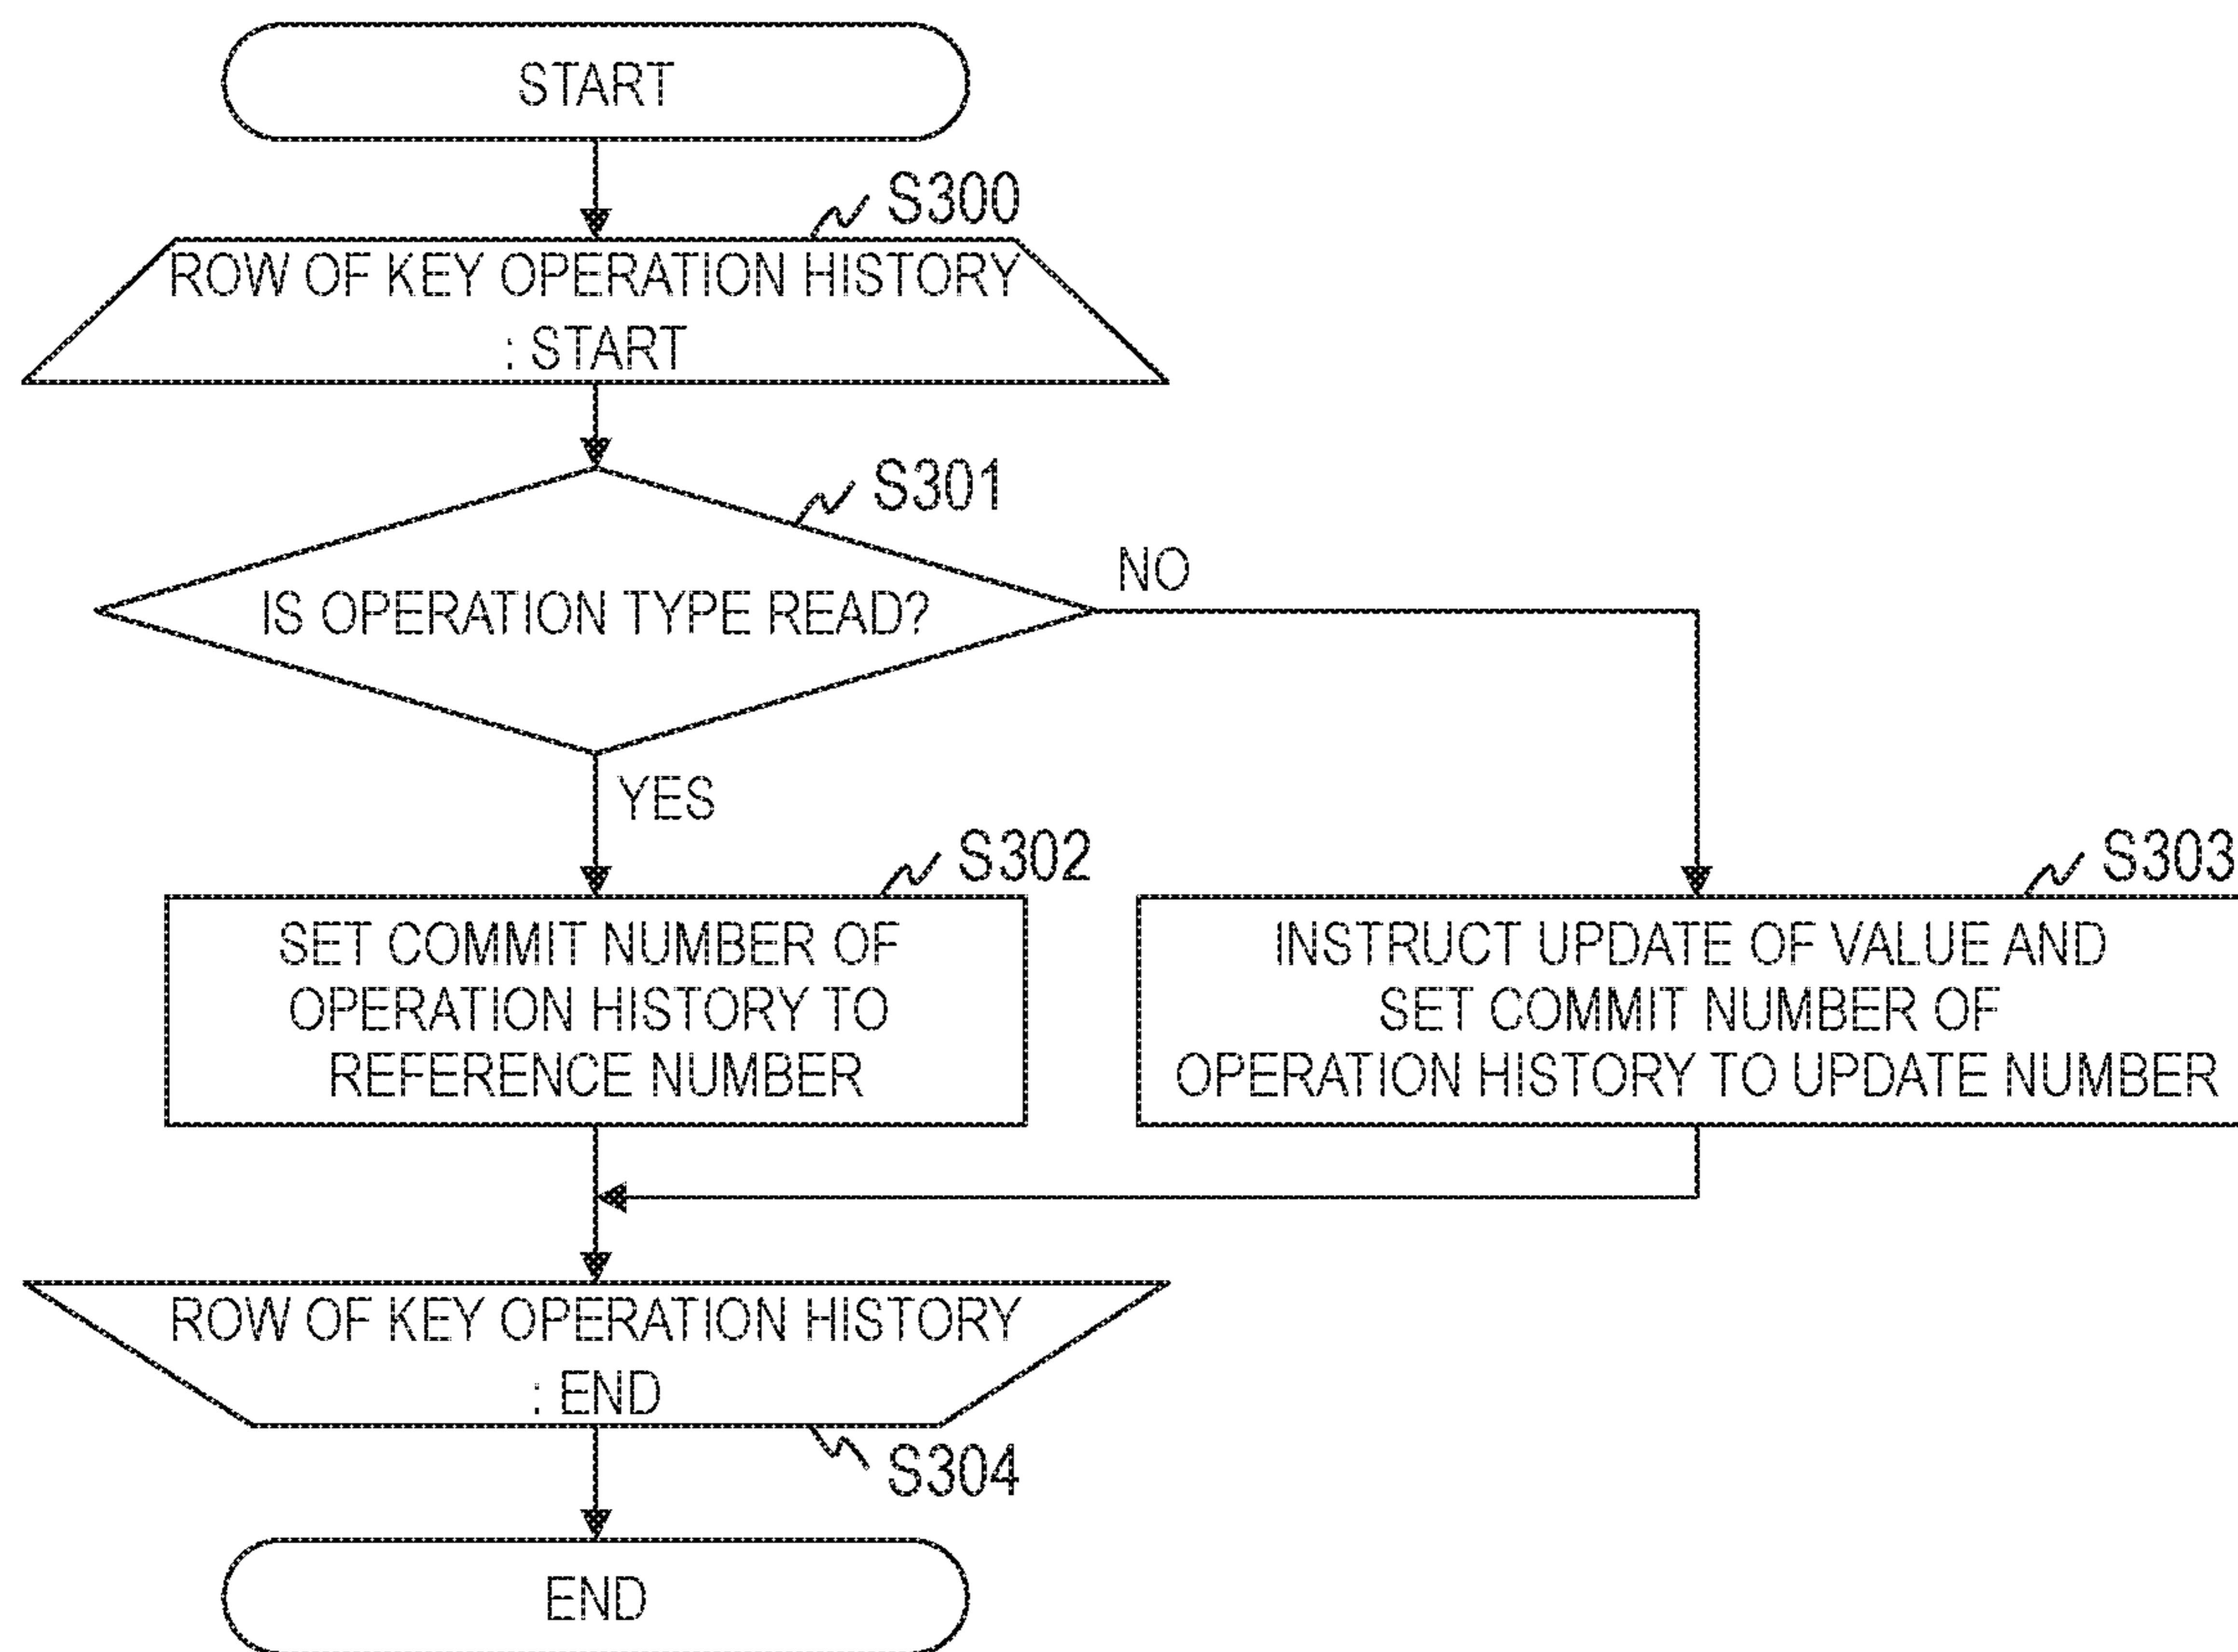 START
S300
ROW OF KEY OPERATION HISTORY
: START
S301
IS OPERATION TYPE READ?
NO
YES
S302
SET COMMIT NUMBER OF
OPERATION HISTORY TO
REFERENCE NUMBER
S303
INSTRUCT UPDATE OF VALUE AND
SET COMMIT NUMBER OF
OPERATION HISTORY TO UPDATE NUMBER
ROW OF KEY OPERATION HISTORY
: END
S304
END